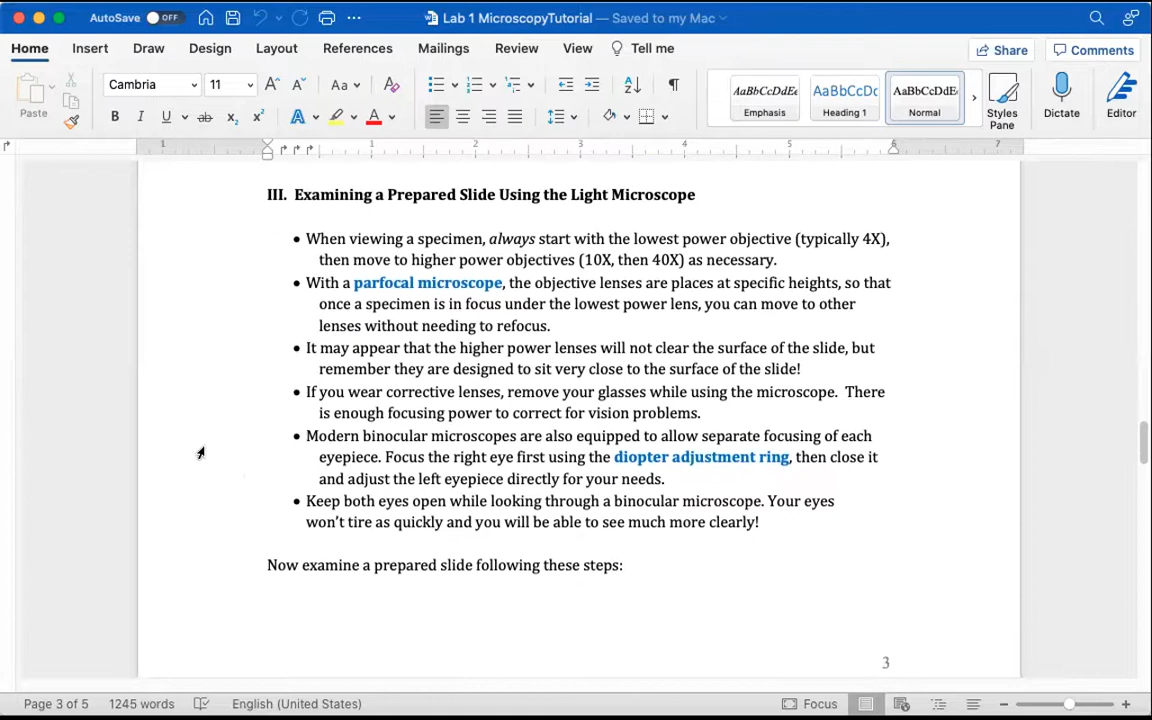 AutoSave OFF Lab 1 MicroscopyTutorial — Saved to my Mac
Home Insert Draw Design Layout References Mailings Review View Tell me Share Comments
Paste Cambria 11 Aa AaBbCcDdEe AaBbCcDc AaBbCcDdEe
B I U ab x₂ x² A A Emphasis Heading 1 Normal Styles Pane Dictate Editor
1 1 2 3 4 5 6 7
III. Examining a Prepared Slide Using the Light Microscope
• When viewing a specimen, always start with the lowest power objective (typically 4X),
then move to higher power objectives (10X, then 40X) as necessary.
• With a parfocal microscope, the objective lenses are places at specific heights, so that
once a specimen is in focus under the lowest power lens, you can move to other
lenses without needing to refocus.
• It may appear that the higher power lenses will not clear the surface of the slide, but
remember they are designed to sit very close to the surface of the slide!
• If you wear corrective lenses, remove your glasses while using the microscope.  There
is enough focusing power to correct for vision problems.
• Modern binocular microscopes are also equipped to allow separate focusing of each
eyepiece. Focus the right eye first using the diopter adjustment ring, then close it
and adjust the left eyepiece directly for your needs.
• Keep both eyes open while looking through a binocular microscope. Your eyes
won't tire as quickly and you will be able to see much more clearly!
Now examine a prepared slide following these steps:
3
Page 3 of 5 1245 words English (United States) Focus